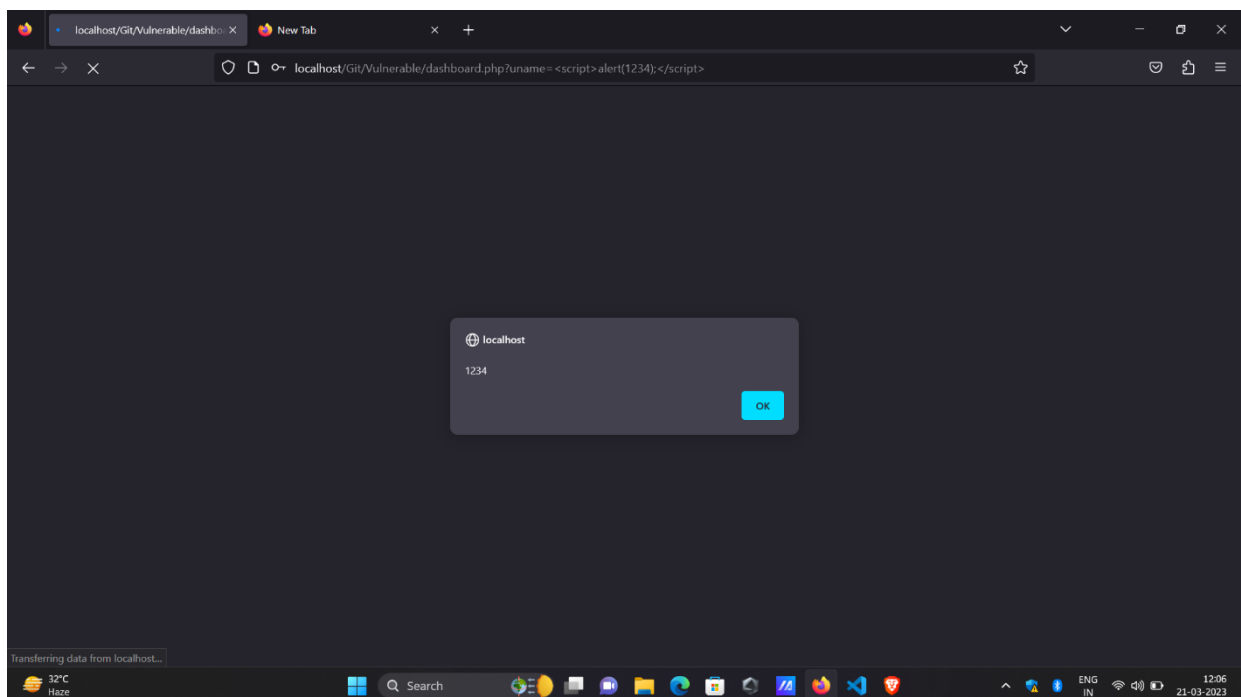 localhost/Git/Vulnerable/dashbo
New Tab
localhost/Git/Vulnerable/dashboard.php?uname=<script>alert(1234);</script>
localhost
1234
OK
Transferring data from localhost...
32°C
Haze
Search
ENG
IN
12:06
21-03-2023